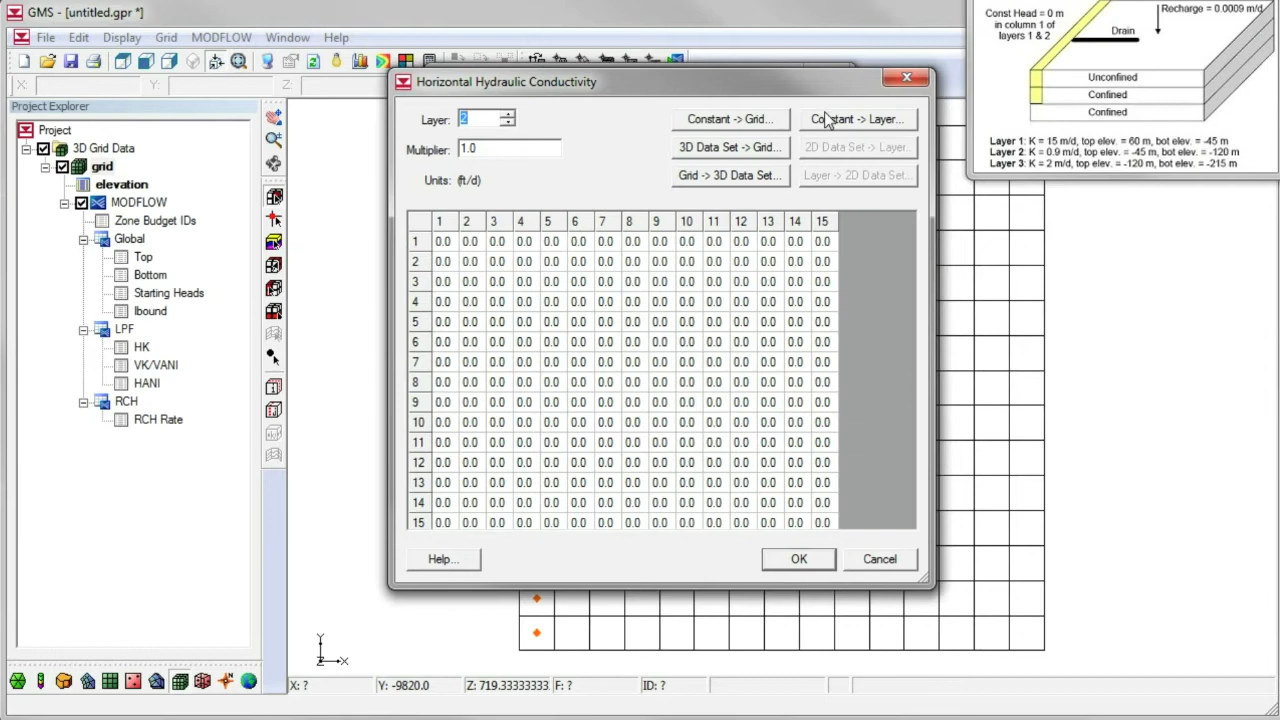 GMS - [untitled.gpr *]
File Edit Display Grid MODFLOW Window Help
X: Y: Z:
Project Explorer
Project
3D Grid Data
grid
elevation
MODFLOW
Zone Budget IDs
Global
Top
Bottom
Starting Heads
Ibound
LPF
HK
VK/VANI
HANI
RCH
RCH Rate
Horizontal Hydraulic Conductivity
Layer: 2
Multiplier: 1.0
Units: (ft/d)
Constant -> Grid... Constant -> Layer...
3D Data Set -> Grid... 2D Data Set -> Layer...
Grid -> 3D Data Set... Layer -> 2D Data Set...
1 2 3 4 5 6 7 8 9 10 11 12 13 14 15
1 0.0 0.0 0.0 0.0 0.0 0.0 0.0 0.0 0.0 0.0 0.0 0.0 0.0 0.0 0.0
2 0.0 0.0 0.0 0.0 0.0 0.0 0.0 0.0 0.0 0.0 0.0 0.0 0.0 0.0 0.0
3 0.0 0.0 0.0 0.0 0.0 0.0 0.0 0.0 0.0 0.0 0.0 0.0 0.0 0.0 0.0
4 0.0 0.0 0.0 0.0 0.0 0.0 0.0 0.0 0.0 0.0 0.0 0.0 0.0 0.0 0.0
5 0.0 0.0 0.0 0.0 0.0 0.0 0.0 0.0 0.0 0.0 0.0 0.0 0.0 0.0 0.0
6 0.0 0.0 0.0 0.0 0.0 0.0 0.0 0.0 0.0 0.0 0.0 0.0 0.0 0.0 0.0
7 0.0 0.0 0.0 0.0 0.0 0.0 0.0 0.0 0.0 0.0 0.0 0.0 0.0 0.0 0.0
8 0.0 0.0 0.0 0.0 0.0 0.0 0.0 0.0 0.0 0.0 0.0 0.0 0.0 0.0 0.0
9 0.0 0.0 0.0 0.0 0.0 0.0 0.0 0.0 0.0 0.0 0.0 0.0 0.0 0.0 0.0
10 0.0 0.0 0.0 0.0 0.0 0.0 0.0 0.0 0.0 0.0 0.0 0.0 0.0 0.0 0.0
11 0.0 0.0 0.0 0.0 0.0 0.0 0.0 0.0 0.0 0.0 0.0 0.0 0.0 0.0 0.0
12 0.0 0.0 0.0 0.0 0.0 0.0 0.0 0.0 0.0 0.0 0.0 0.0 0.0 0.0 0.0
13 0.0 0.0 0.0 0.0 0.0 0.0 0.0 0.0 0.0 0.0 0.0 0.0 0.0 0.0 0.0
14 0.0 0.0 0.0 0.0 0.0 0.0 0.0 0.0 0.0 0.0 0.0 0.0 0.0 0.0 0.0
15 0.0 0.0 0.0 0.0 0.0 0.0 0.0 0.0 0.0 0.0 0.0 0.0 0.0 0.0 0.0
Help... OK Cancel
Const Head = 0 m
in column 1 of
layers 1 & 2
Recharge = 0.0009 m/d
Drain
Unconfined
Confined
Confined
Layer 1: K = 15 m/d, top elev. = 60 m, bot elev. = -45 m
Layer 2: K = 0.9 m/d, top elev. = -45 m, bot elev. = -120 m
Layer 3: K = 2 m/d, top elev. = -120 m, bot elev. = -215 m
Y
Z X
X: ? Y: -9820.0 Z: 719.33333333 F: ? ID: ?